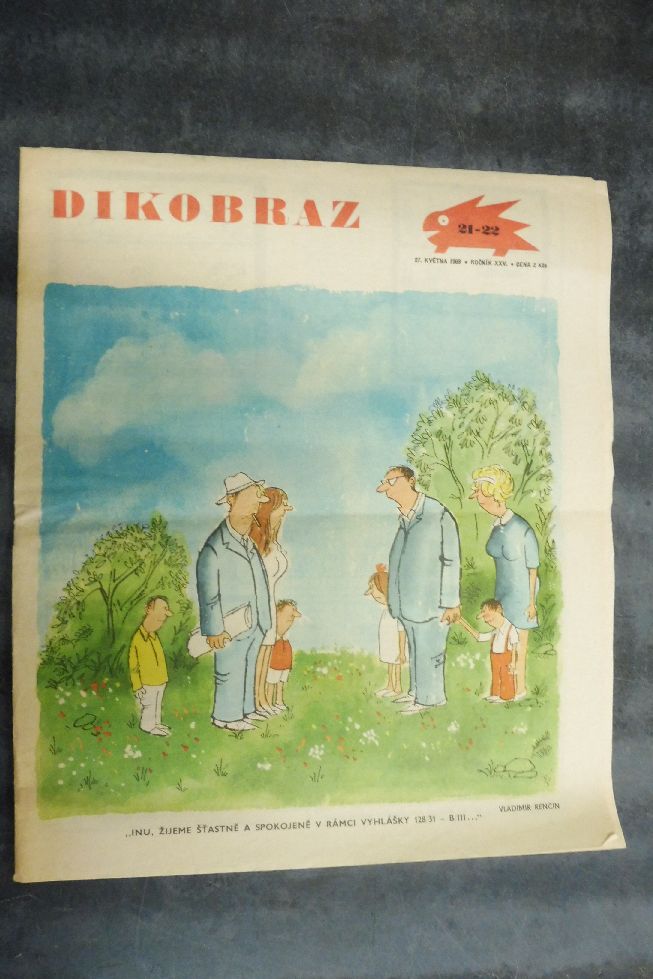 DIKOBRAZ
21-22
27. KVĚTNA 1969 • ROČNÍK XXV. • CENA 2 Kčs
VLADIMÍR RENČÍN
„INU, ŽIJEME ŠŤASTNĚ A SPOKOJENĚ V RÁMCI VYHLÁŠKY 128/31 – B III..."